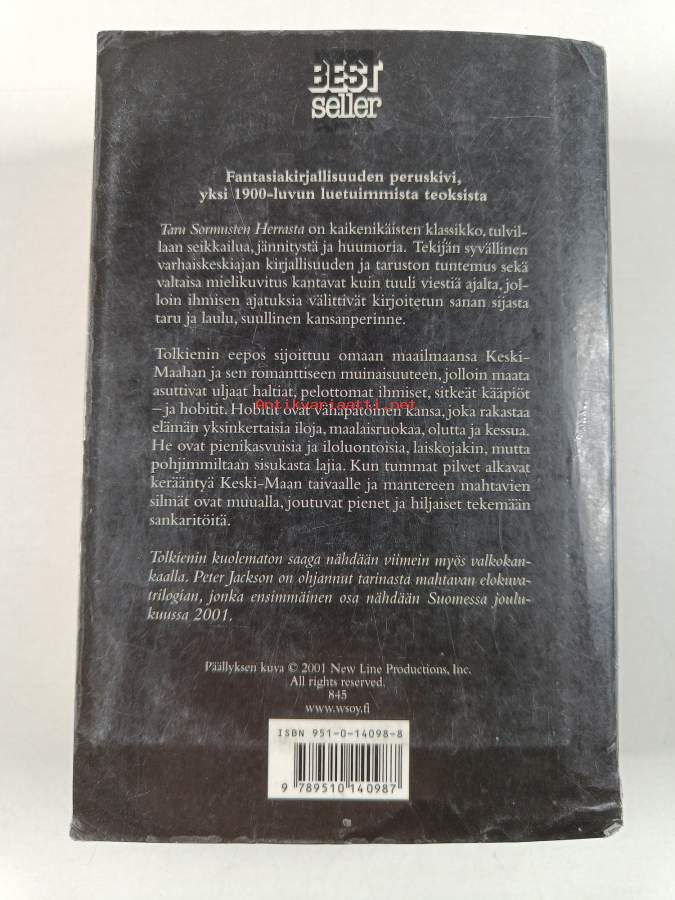 BEST
seller
Fantasiakirjallisuuden peruskivi,
yksi 1900-luvun luetuimmista teoksista
Taru Sormusten Herrasta on kaikenikäisten klassikko, tulvil-
laan seikkailua, jännitystä ja huumoria. Tekijän syvällinen
varhaiskeskiajan kirjallisuuden ja taruston tuntemus sekä
valtaisa mielikuvitus kantavat kuin tuuli viestiä ajalta, jol-
loin ihmisen ajatuksia välittivät kirjoitetun sanan sijasta
taru ja laulu, suullinen kansanperinne.
Tolkienin eepos sijoittuu omaan maailmaansa Keski-
Maahan ja sen romanttiseen muinaisuuteen, jolloin maata
asuttivat uljaat haltiat, pelottomat ihmiset, sitkeät kääpiöt
Antikvariaatti.net
– ja hobitit. Hobitit ovat vähäpätöinen kansa, joka rakastaa
elämän yksinkertaisia iloja, maalaisruokaa, olutta ja kessua.
He ovat pienikasvuisia ja iloluontoisia, laiskojakin, mutta
pohjimmiltaan sisukasta lajia. Kun tummat pilvet alkavat
kerääntyä Keski-Maan taivaalle ja mantereen mahtavien
silmät ovat muualla, joutuvat pienet ja hiljaiset tekemään
sankaritöitä.
Tolkienin kuolematon saaga nähdään viimein myös valkokan-
kaalla. Peter Jackson on ohjannut tarinasta mahtavan elokuva-
trilogian, jonka ensimmäinen osa nähdään Suomessa joulu-
kuussa 2001.
Päällyksen kuva © 2001 New Line Productions, Inc.
All rights reserved.
845
www.wsoy.fi
ISBN 951-0-14098-8
9 789510 140987